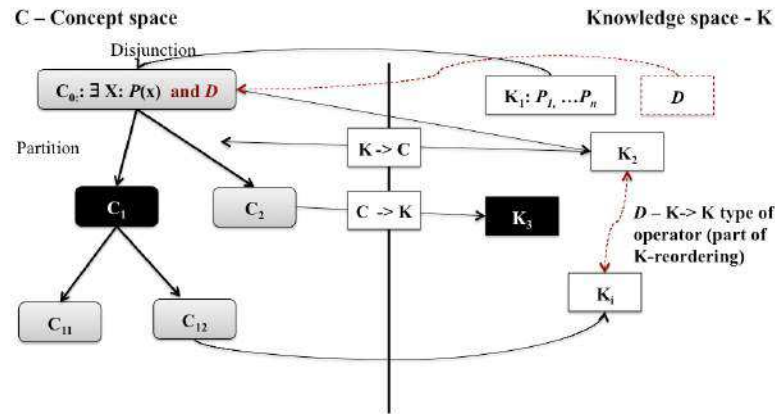 C – Concept space
Knowledge space - K
Disjunction
C₀:: ∃ X: P(x) and D
K₁: P₁, …Pₙ
D
Partition
K -> C
K₂
C₁
C₂
C -> K
K₃
D – K-> K type of
operator (part of
K-reordering)
Kᵢ
C₁₁
C₁₂